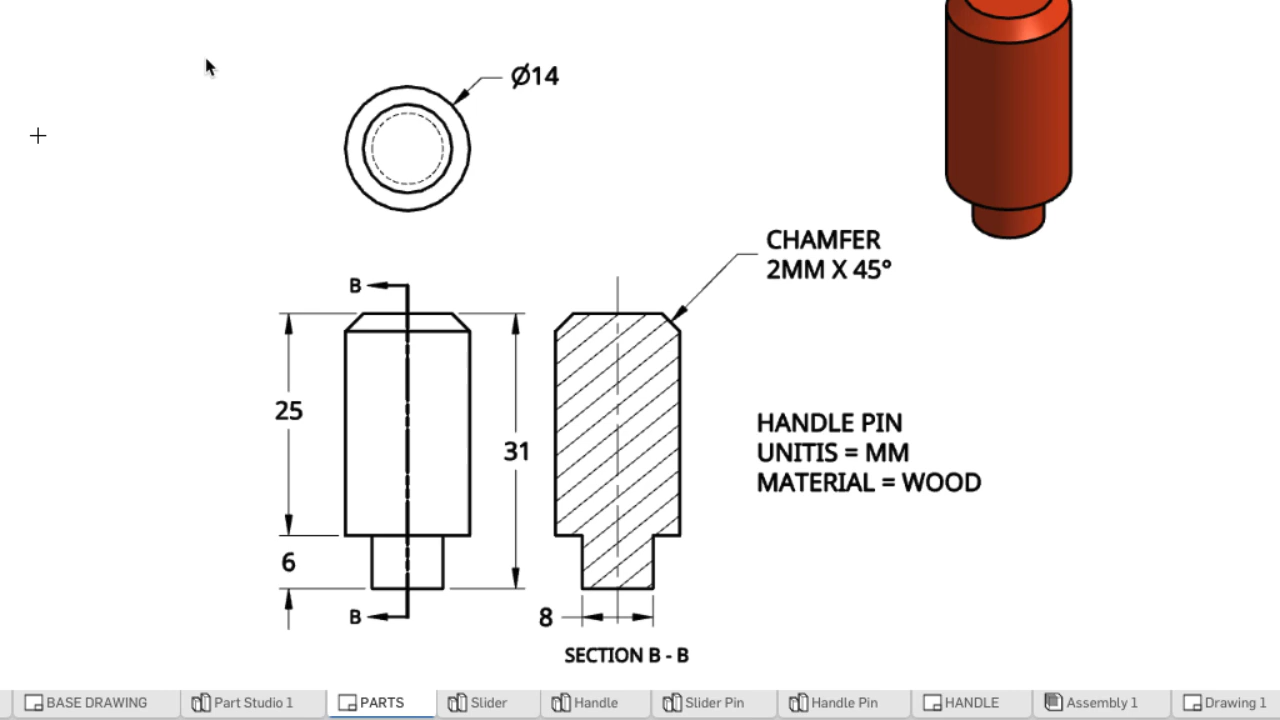 Ø14
CHAMFER
2MM X 45°
B
25
31
HANDLE PIN
UNITIS = MM
MATERIAL = WOOD
6
B
8
SECTION B - B
BASE DRAWING
Part Studio 1
PARTS
Slider
Handle
Slider Pin
Handle Pin
HANDLE
Assembly 1
Drawing 1